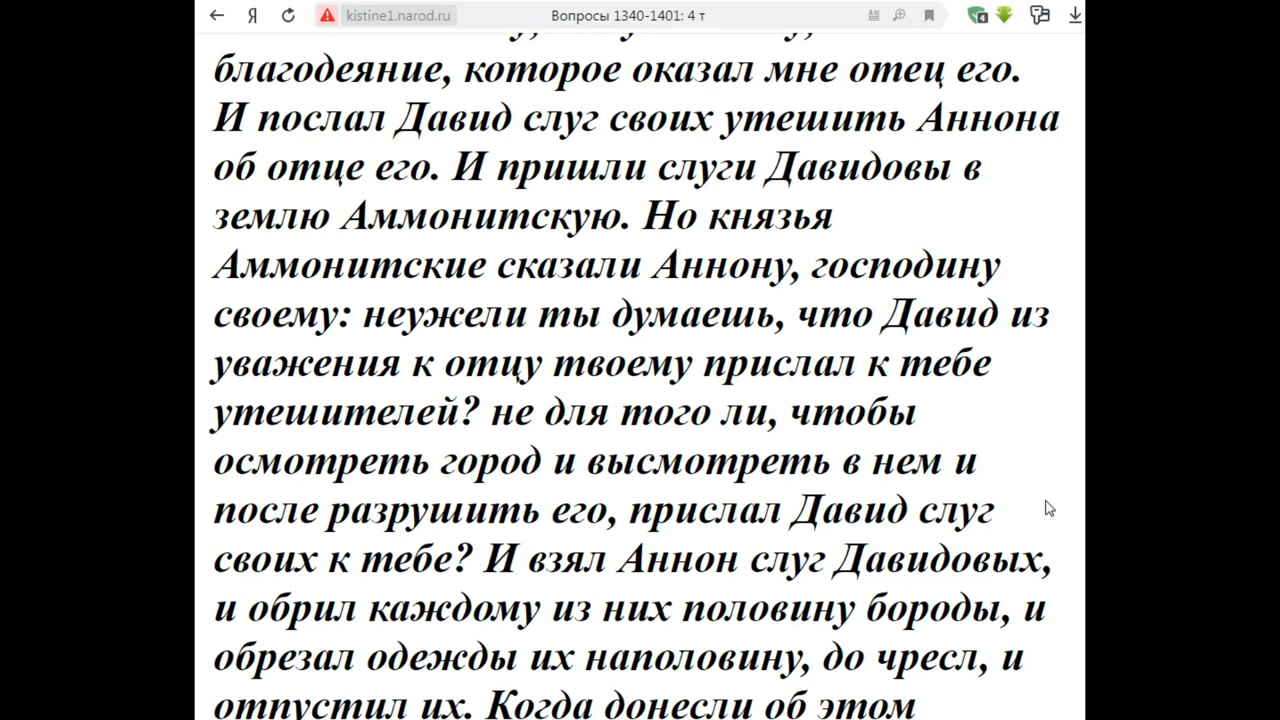 kistine1.narod.ru
Вопросы 1340-1401: 4 т
4
благодеяние, которое оказал мне отец его.
И послал Давид слуг своих утешить Аннона
об отце его. И пришли слуги Давидовы в
землю Аммонитскую. Но князья
Аммонитские сказали Аннону, господину
своему: неужели ты думаешь, что Давид из
уважения к отцу твоему прислал к тебе
утешителей? не для того ли, чтобы
осмотреть город и высмотреть в нем и
после разрушить его, прислал Давид слуг
своих к тебе? И взял Аннон слуг Давидовых,
и обрил каждому из них половину бороды, и
обрезал одежды их наполовину, до чресл, и
отпустил их. Когда донесли об этом